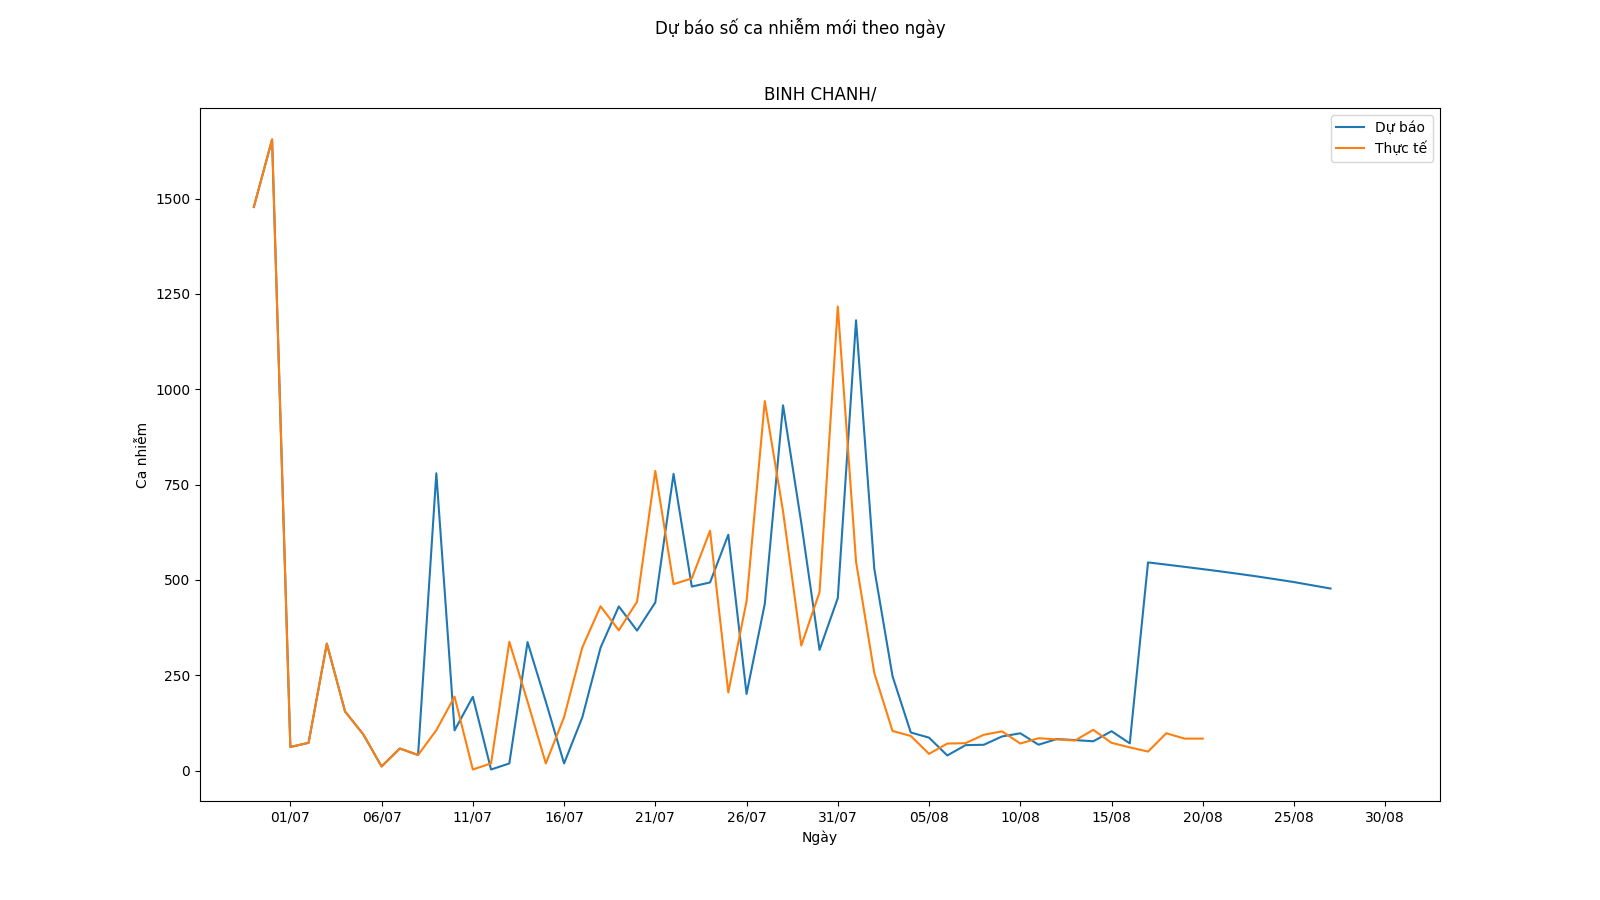 Dự báo số ca nhiễm mới theo ngày
BINH CHANH/
Dự báo
Thực tế
1500
1250
1000
750
500
250
0
Ca nhiễm
01/07 06/07 11/07 16/07 21/07 26/07 31/07 05/08 10/08 15/08 20/08 25/08 30/08
Ngày